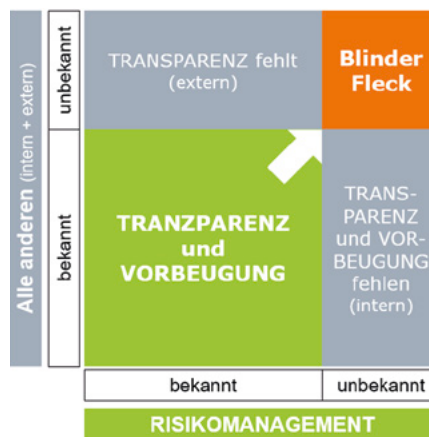 Alle anderen (intern + extern)
unbekannt
bekannt
TRANSPARENZ fehlt
(extern)
Blinder
Fleck
TRANZPARENZ
und
VORBEUGUNG
TRANS-
PARENZ
und VOR-
BEUGUNG
fehlen
(intern)
bekannt
unbekannt
RISIKOMANAGEMENT